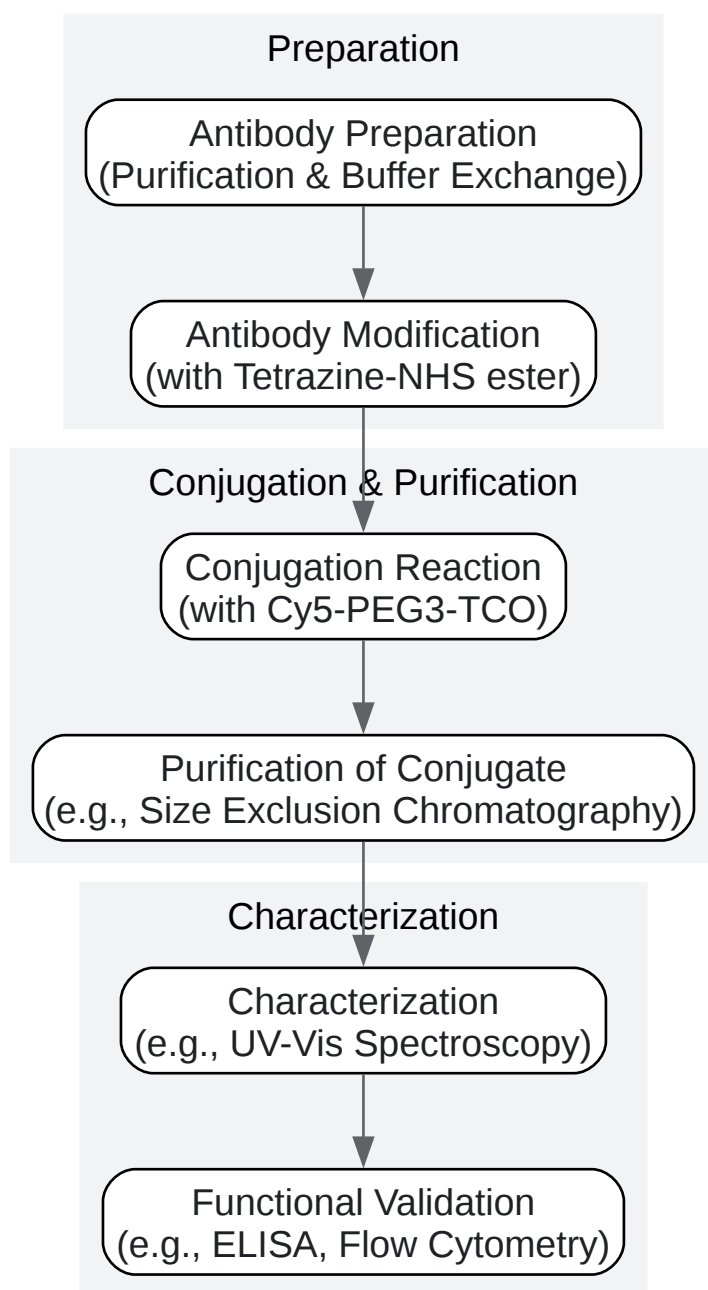 Preparation
Antibody Preparation
(Purification & Buffer Exchange)
Antibody Modification
(with Tetrazine-NHS ester)
Conjugation & Purification
Conjugation Reaction
(with Cy5-PEG3-TCO)
Purification of Conjugate
(e.g., Size Exclusion Chromatography)
Characterization
Characterization
(e.g., UV-Vis Spectroscopy)
Functional Validation
(e.g., ELISA, Flow Cytometry)